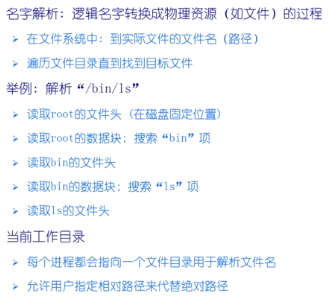 名字解析：逻辑名字转换成物理资源（如文件）的过程
➢ 在文件系统中：到实际文件的文件名（路径）
➢ 遍历文件目录直到找到目标文件
举例：解析“/bin/ls”
➢ 读取root的文件头（在磁盘固定位置）
➢ 读取root的数据块；搜索“bin”项
➢ 读取bin的文件头
➢ 读取bin的数据块；搜索“ls”项
➢ 读取ls的文件头
当前工作目录
➢ 每个进程都会指向一个文件目录用于解析文件名
➢ 允许用户指定相对路径来代替绝对路径